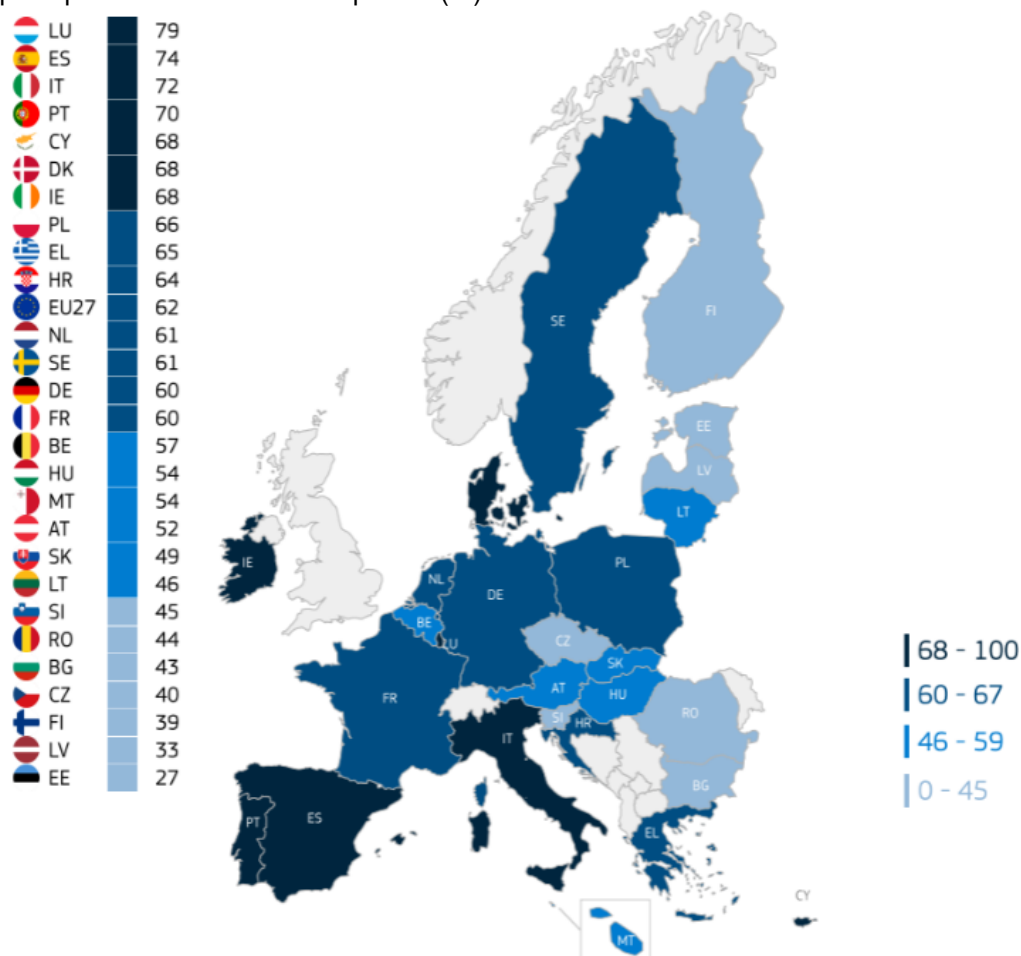 LU 79
ES 74
IT 72
PT 70
CY 68
DK 68
IE 68
PL 66
EL 65
HR 64
EU27 62
NL 61
SE 61
DE 60
FR 60
BE 57
HU 54
MT 54
AT 52
SK 49
LT 46
SI 45
RO 44
BG 43
CZ 40
FI 39
LV 33
EE 27
SE
FI
EE
LV
LT
IE
NL
DE
PL
BE
LU
CZ
SK
FR
AT
HU
SI
HR
RO
IT
BG
PT
ES
EL
CY
MT
68 - 100
60 - 67
46 - 59
0 - 45